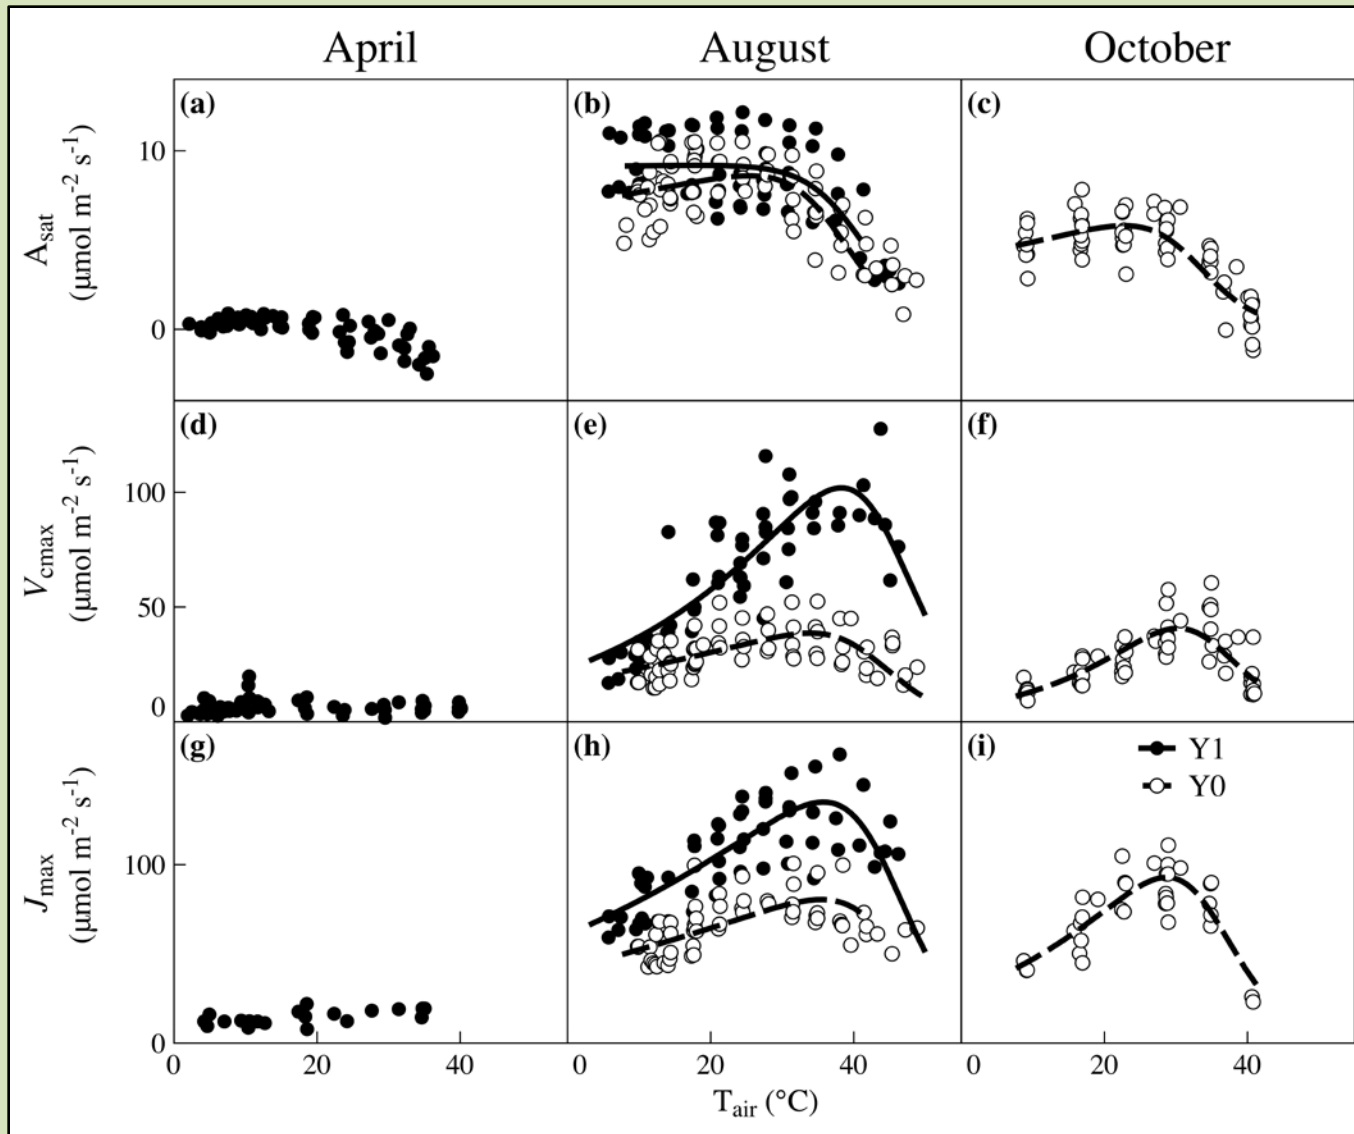 April August October
(a) (b) (c)
A_sat
(μmol m⁻² s⁻¹)
10
0
(d) (e) (f)
V_cmax
(μmol m⁻² s⁻¹)
100
50
0
(g) (h) (i)
Y1
Y0
J_max
(μmol m⁻² s⁻¹)
100
0
0 20 40 0 20 40 0 20 40
T_air (°C)